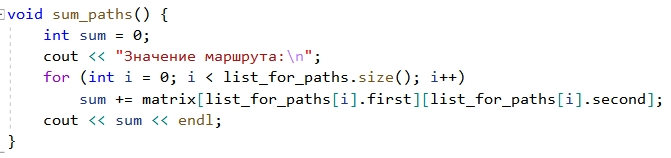 void sum_paths() {
    int sum = 0;
    cout << "Значение маршрута:\n";
    for (int i = 0; i < list_for_paths.size(); i++)
        sum += matrix[list_for_paths[i].first][list_for_paths[i].second];
    cout << sum << endl;
}